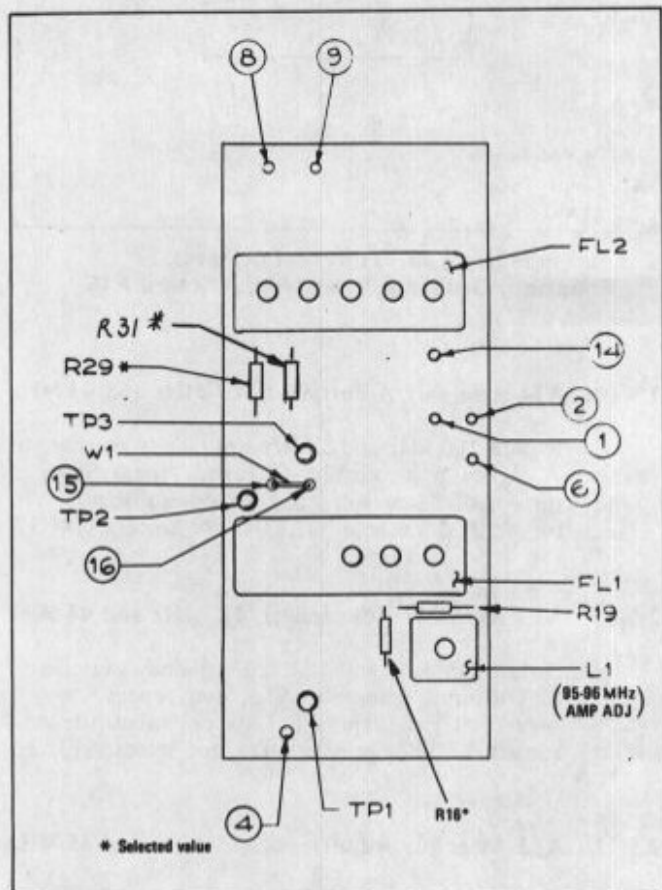 8 9
FL2
R31*
R29*
14
TP3
2
W1
1
15
6
TP2
16
FL1
R19
L1
(95-96 MHz
AMP ADJ)
4
TP1
R16*
* Selected value